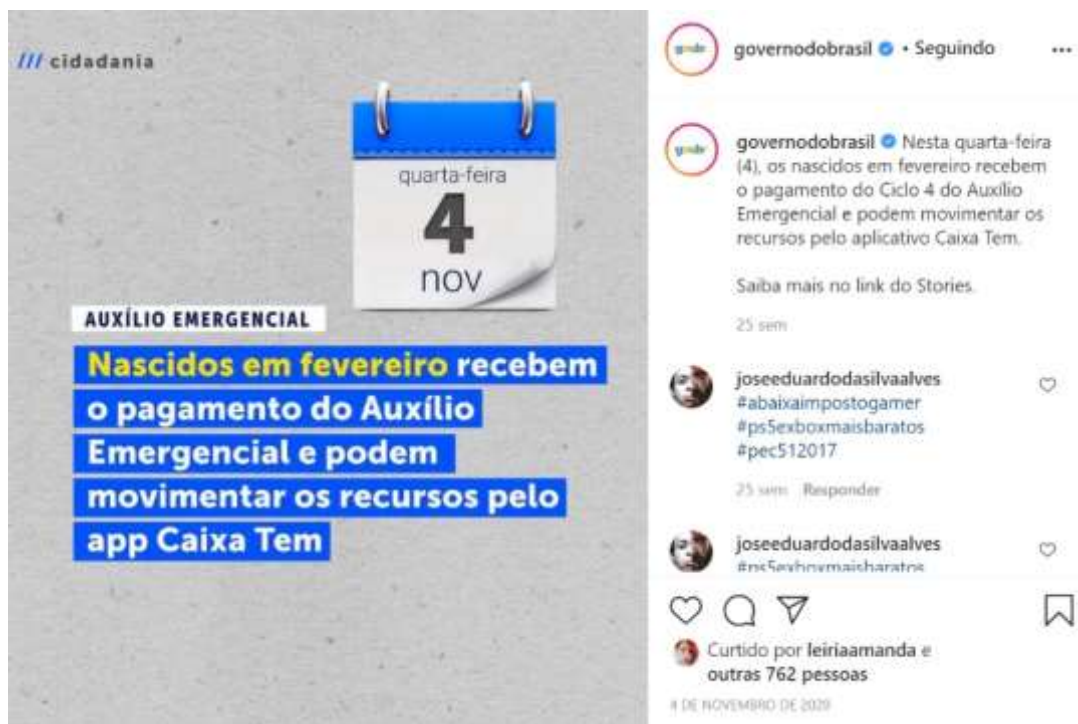 /// cidadania
quarta-feira
4
nov
AUXÍLIO EMERGENCIAL
Nascidos em fevereiro recebem
o pagamento do Auxílio
Emergencial e podem
movimentar os recursos pelo
app Caixa Tem
governodobrasil • Seguindo
governodobrasil Nesta quarta-feira
(4), os nascidos em fevereiro recebem
o pagamento do Ciclo 4 do Auxílio
Emergencial e podem movimentar os
recursos pelo aplicativo Caixa Tem.
Saiba mais no link do Stories.
25 sem
joseeduardodasilvaalves
#abaixaimpostogamer
#ps5exboxmaisbaratos
#pec512017
25 sem Responder
joseeduardodasilvaalves
#ps5exboxmaisbaratos
Curtido por leiriaamanda e
outras 762 pessoas
4 DE NOVEMBRO DE 2020